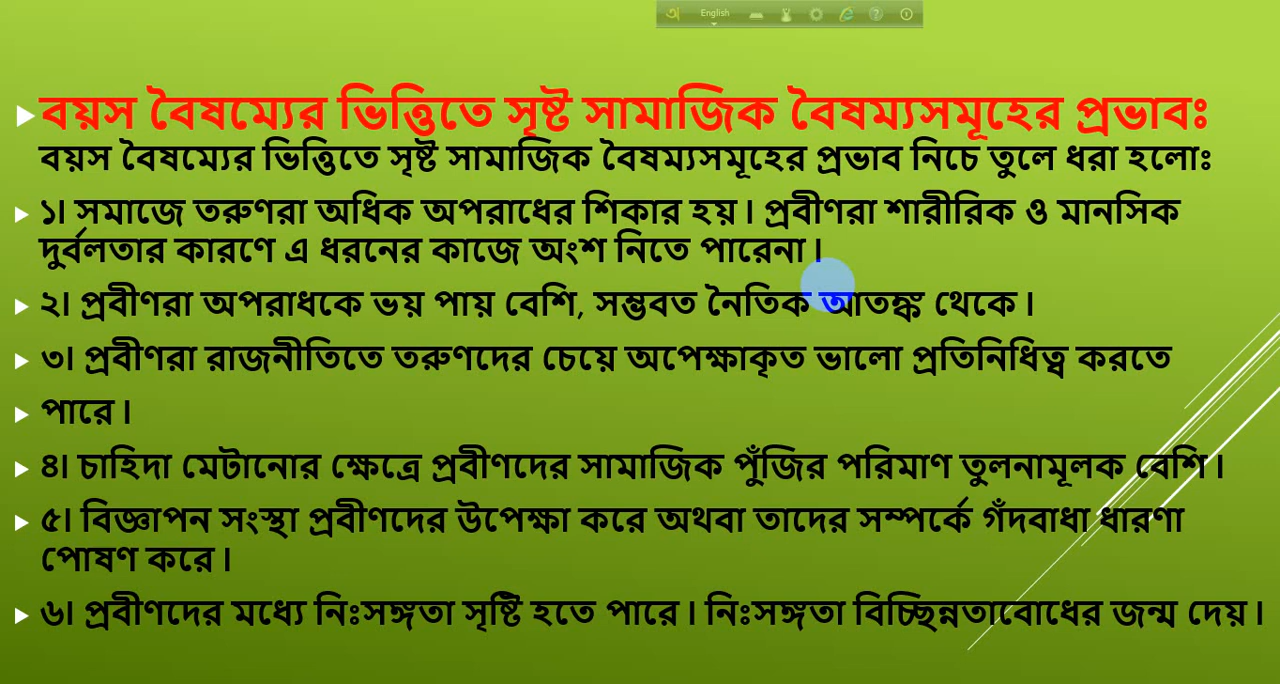 English
বয়স বৈষম্যের ভিত্তিতে সৃষ্ট সামাজিক বৈষম্যসমূহের প্রভাবঃ
বয়স বৈষম্যের ভিত্তিতে সৃষ্ট সামাজিক বৈষম্যসমূহের প্রভাব নিচে তুলে ধরা হলোঃ
১। সমাজে তরুণরা অধিক অপরাধের শিকার হয়। প্রবীণরা শারীরিক ও মানসিক
দুর্বলতার কারণে এ ধরনের কাজে অংশ নিতে পারেনা।
২। প্রবীণরা অপরাধকে ভয় পায় বেশি, সম্ভবত নৈতিক আতঙ্ক থেকে।
৩। প্রবীণরা রাজনীতিতে তরুণদের চেয়ে অপেক্ষাকৃত ভালো প্রতিনিধিত্ব করতে
পারে।
৪। চাহিদা মেটানোর ক্ষেত্রে প্রবীণদের সামাজিক পুঁজির পরিমাণ তুলনামূলক বেশি।
৫। বিজ্ঞাপন সংস্থা প্রবীণদের উপেক্ষা করে অথবা তাদের সম্পর্কে গঁদবাধা ধারণা
পোষণ করে।
৬। প্রবীণদের মধ্যে নিঃসঙ্গতা সৃষ্টি হতে পারে। নিঃসঙ্গতা বিচ্ছিন্নতাবোধের জন্ম দেয়।